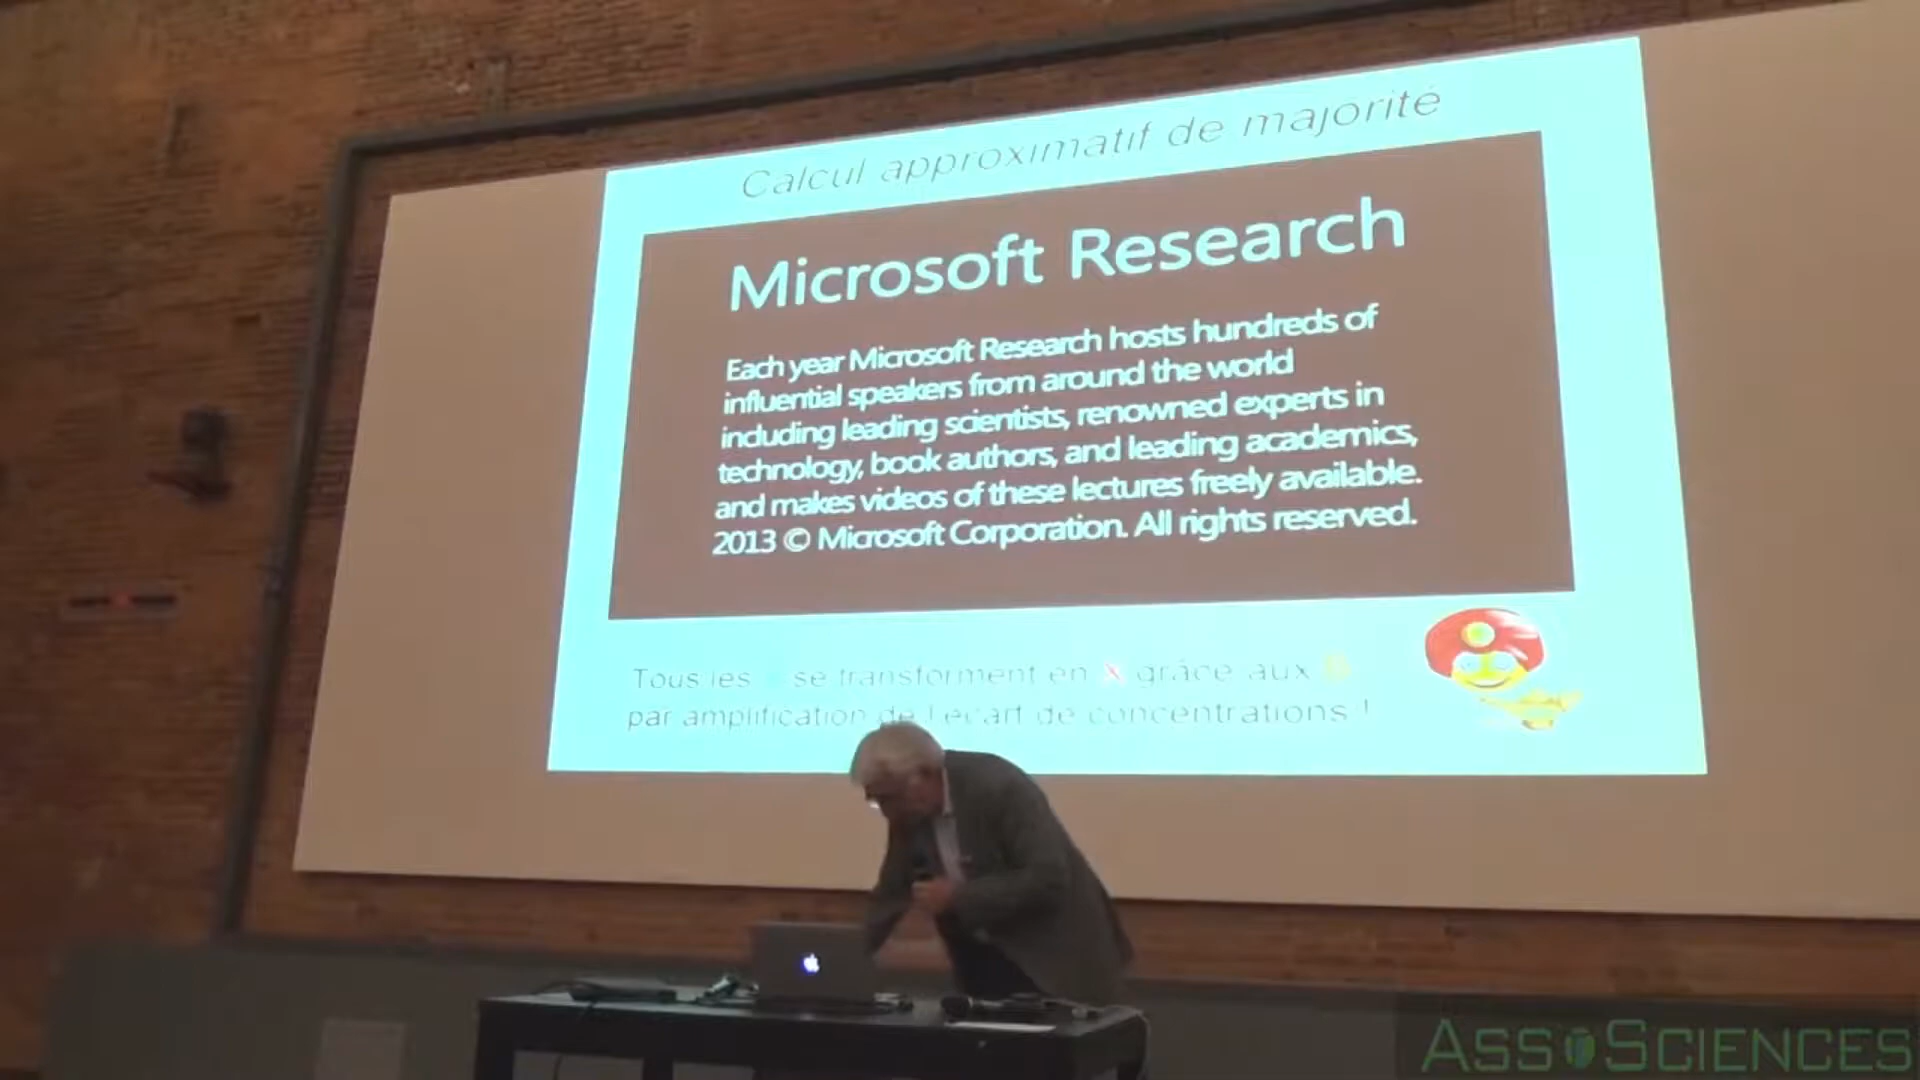 Calcul approximatif de majorité
Microsoft Research
Each year Microsoft Research hosts hundreds of
influential speakers from around the world
including leading scientists, renowned experts in
technology, book authors, and leading academics,
and makes videos of these lectures freely available.
2013 © Microsoft Corporation. All rights reserved.
Tous les se transforment en X grâce aux
par amplification de l'écart de concentrations !
ASSOSCIENCES